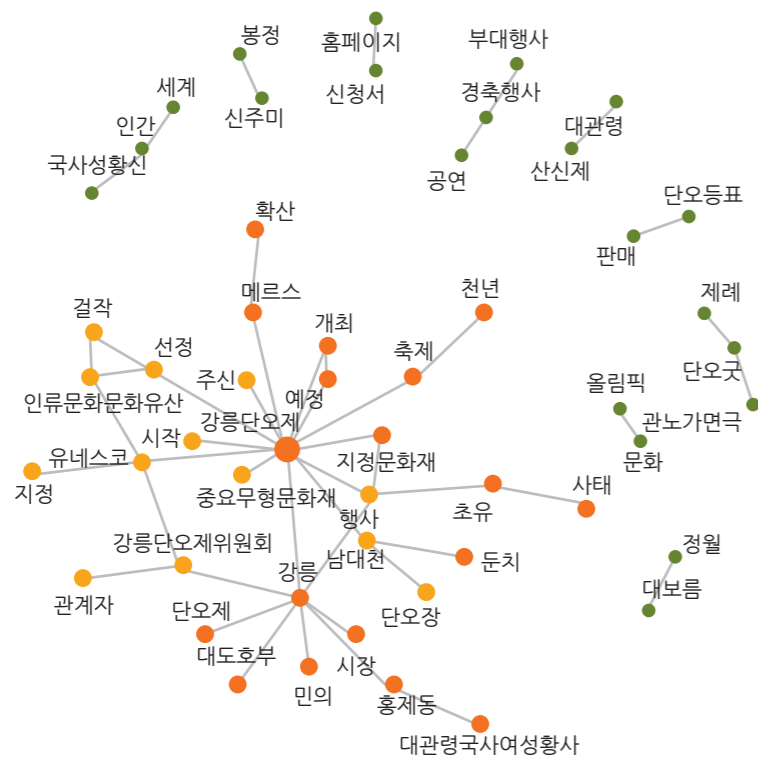 봉정
홈페이지
부대행사
세계
신청서
경축행사
인간
신주미
대관령
국사성황신
공연
산신제
단오등표
확산
판매
메르스
천년
제례
걸작
개최
선정
축제
주신
예정
올림픽
단오굿
인류문화문화유산
강릉단오제
관노가면극
시작
유네스코
지정문화재
문화
지정
중요무형문화재
사태
행사
초유
강릉단오제위원회
남대천
정월
강릉
둔치
관계자
단오제
단오장
대보름
대도호부
시장
민의
홍제동
대관령국사여성황사